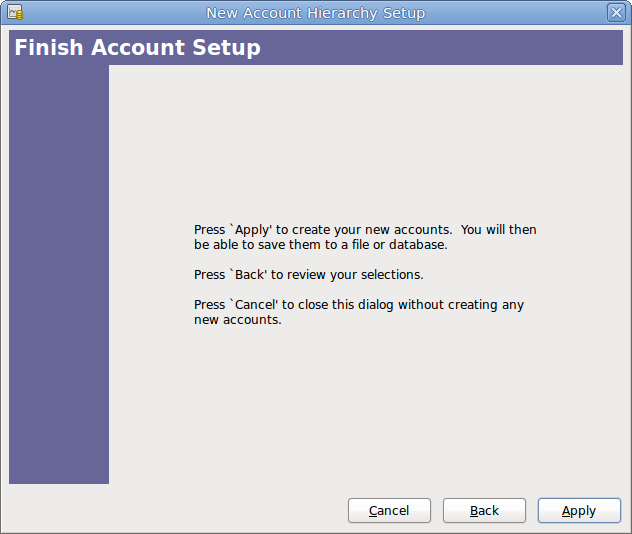 New Account Hierarchy Setup
Finish Account Setup
Press `Apply' to create your new accounts.  You will then
be able to save them to a file or database.
Press `Back' to review your selections.
Press `Cancel' to close this dialog without creating any
new accounts.
Cancel
Back
Apply